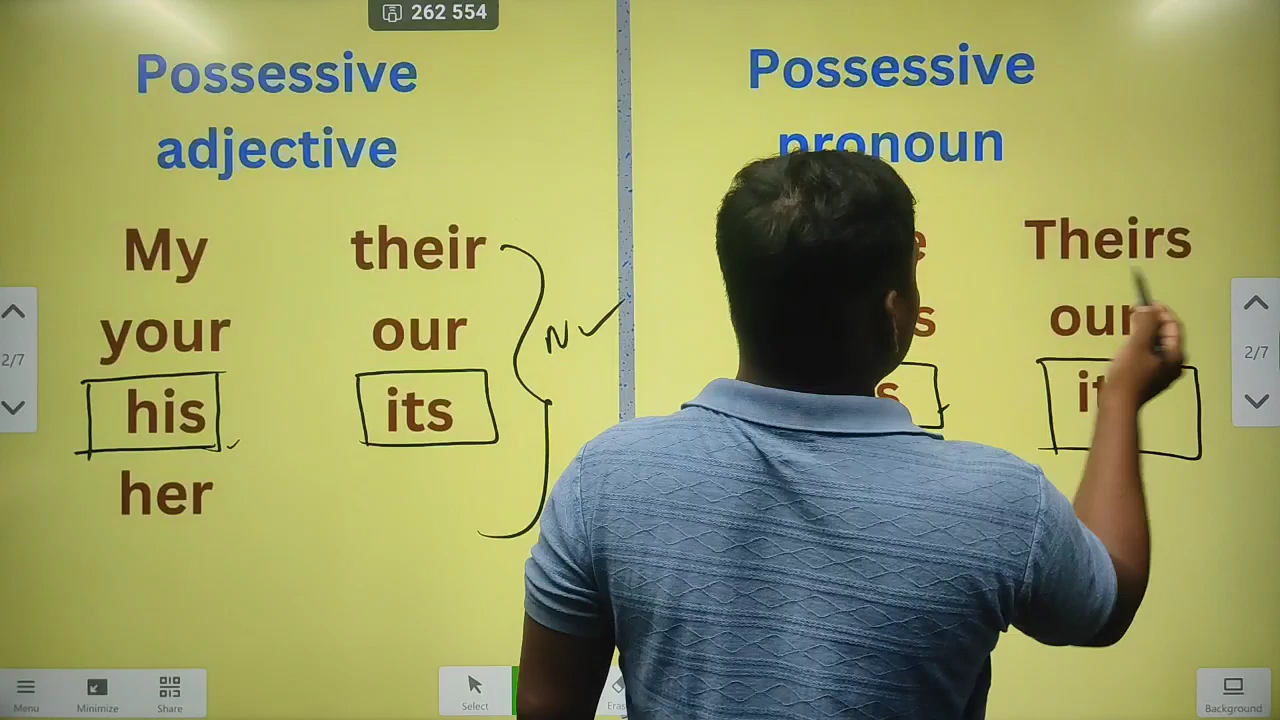 262 554
Possessive
adjective
My
your
his
her
their
our
its
N
Possessive
pronoun
Theirs
2/7
2/7
Menu
Minimize
Share
Select
Background